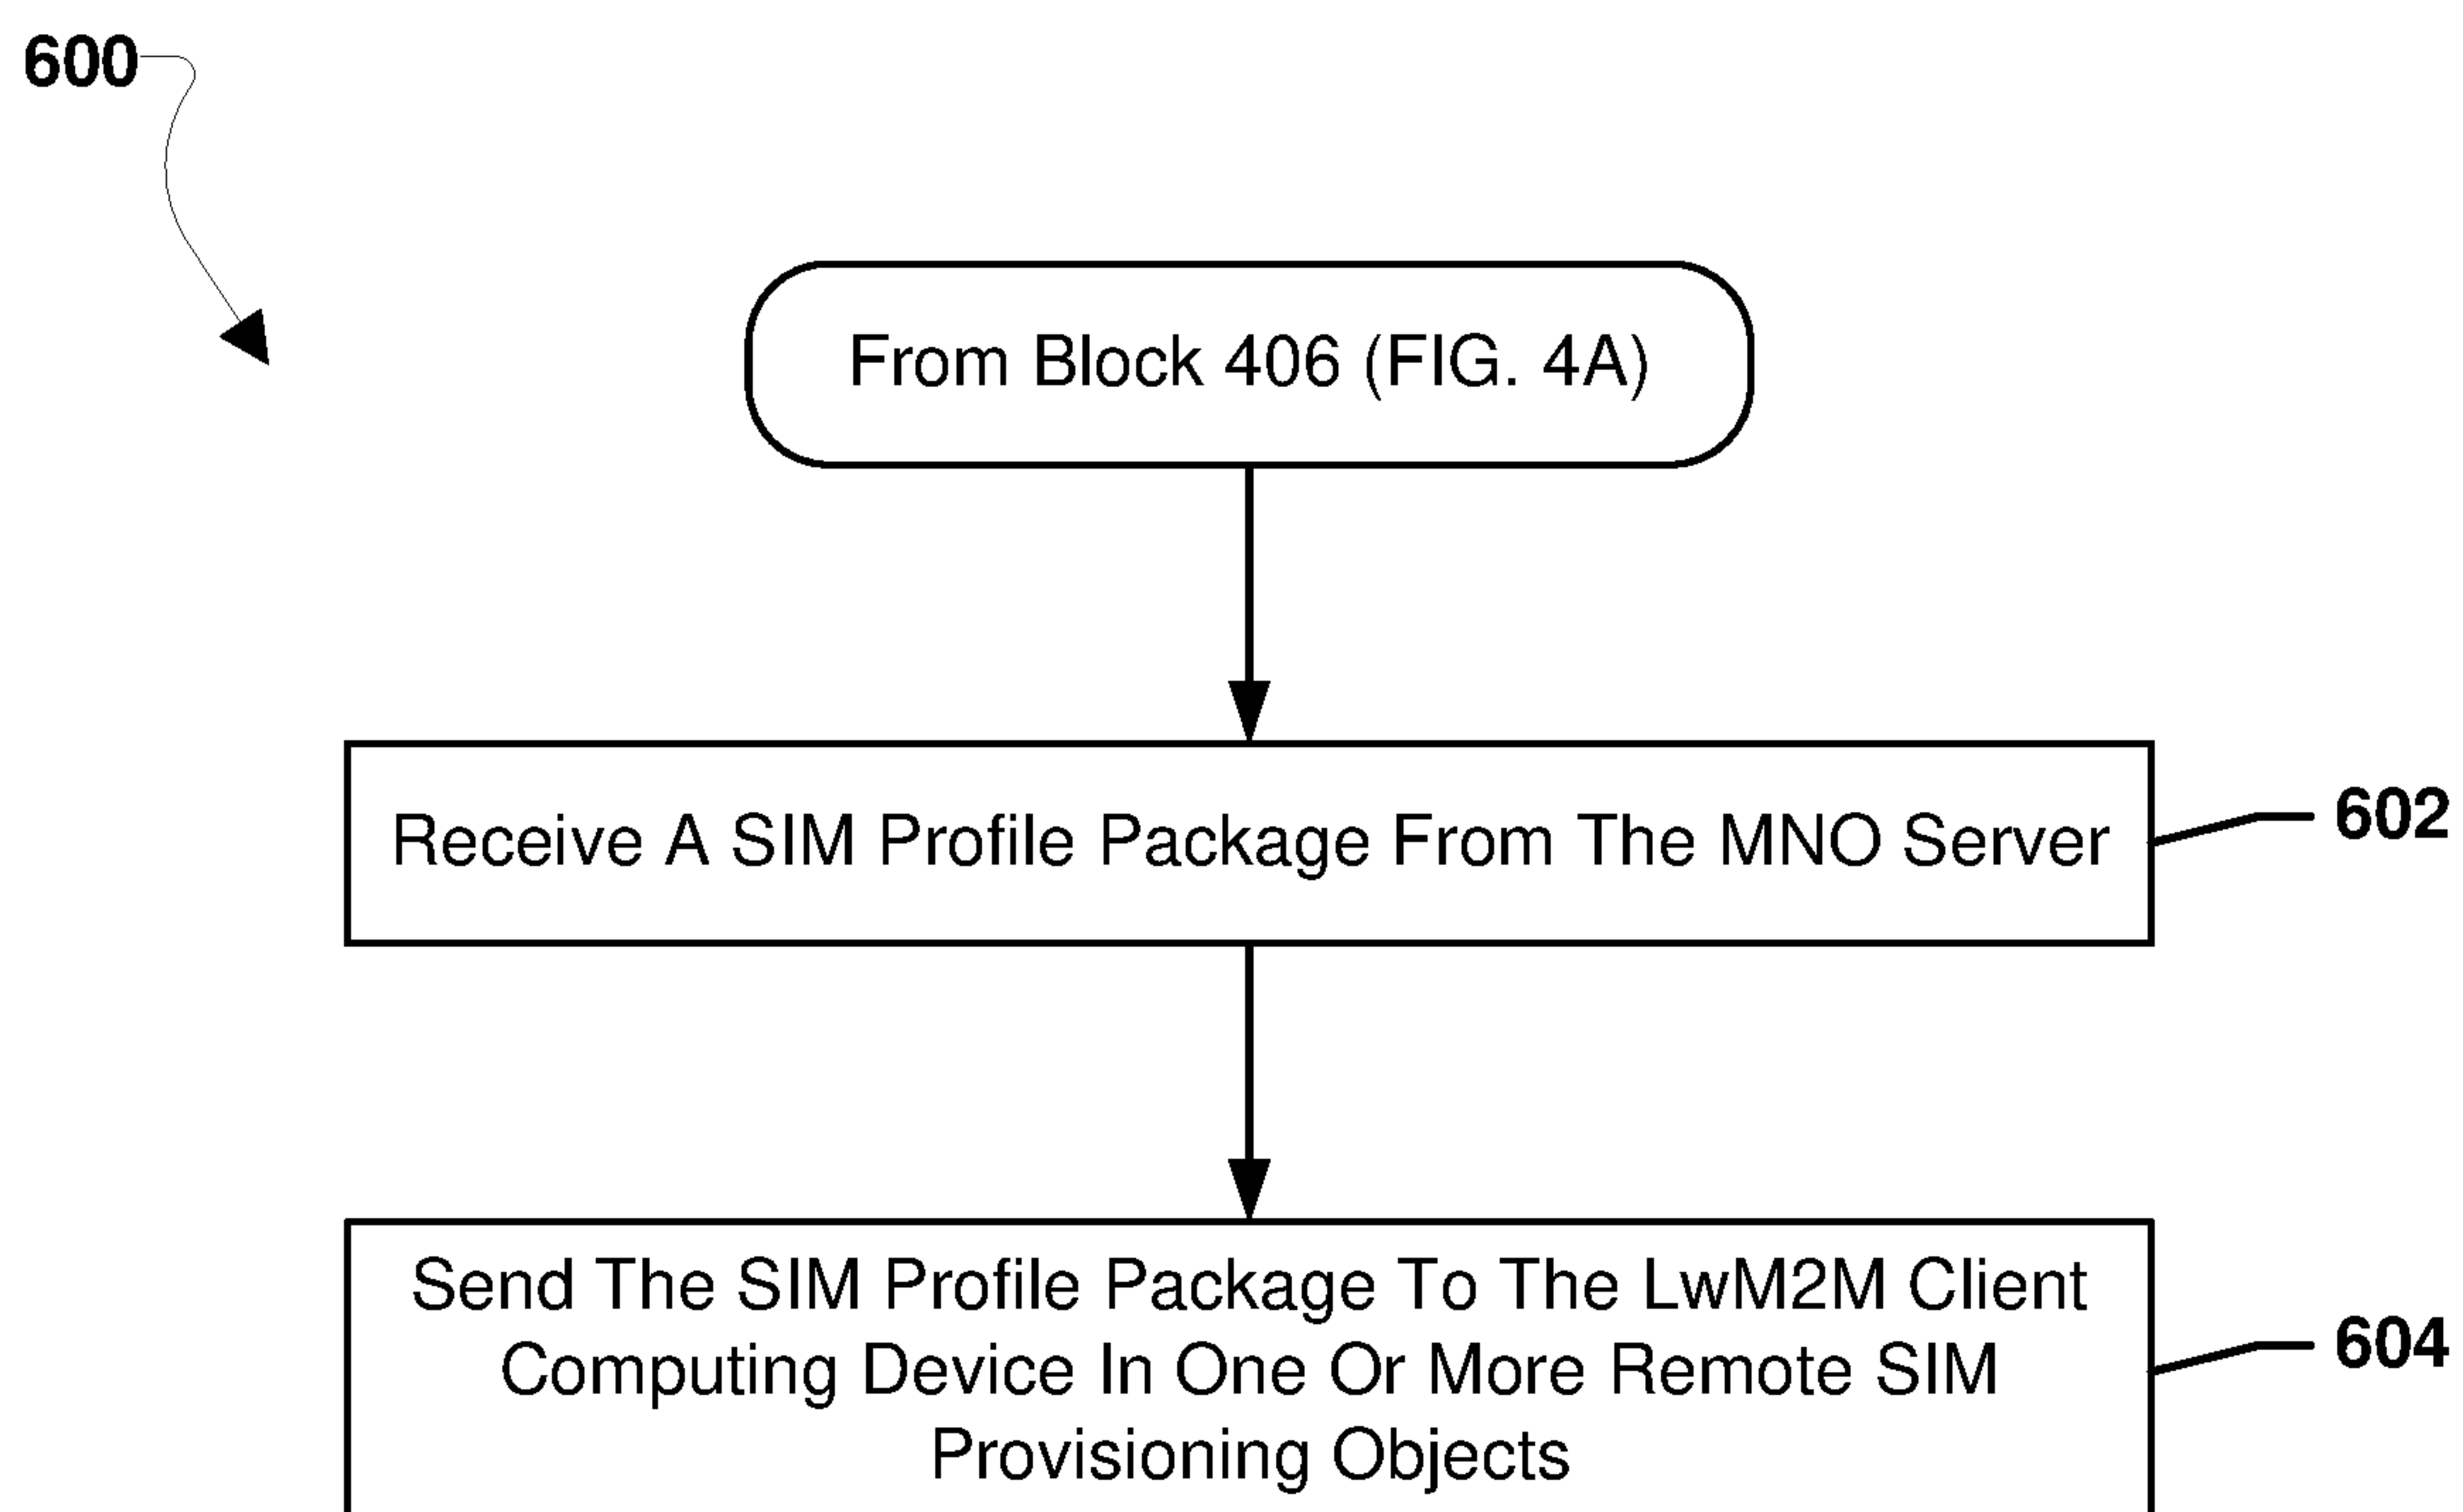 600
From Block 406 (FIG. 4A)
Receive A SIM Profile Package From The MNO Server
602
Send The SIM Profile Package To The LwM2M Client
Computing Device In One Or More Remote SIM
Provisioning Objects
604